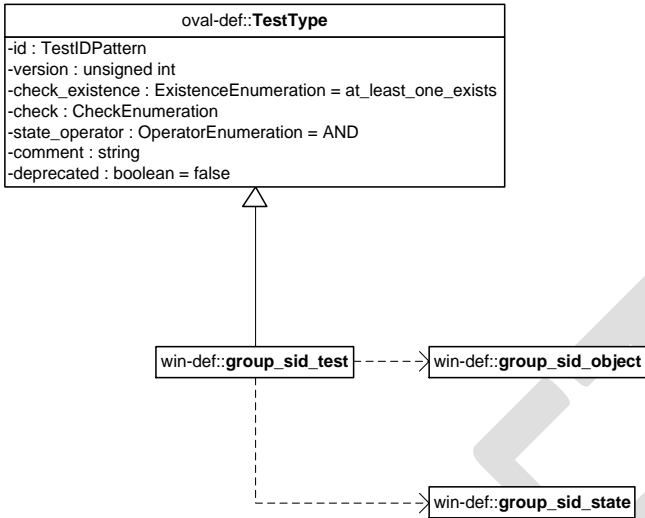 oval-def::TestType
-id : TestIDPattern
-version : unsigned int
-check_existence : ExistenceEnumeration = at_least_one_exists
-check : CheckEnumeration
-state_operator : OperatorEnumeration = AND
-comment : string
-deprecated : boolean = false
win-def::group_sid_test
win-def::group_sid_object
win-def::group_sid_state